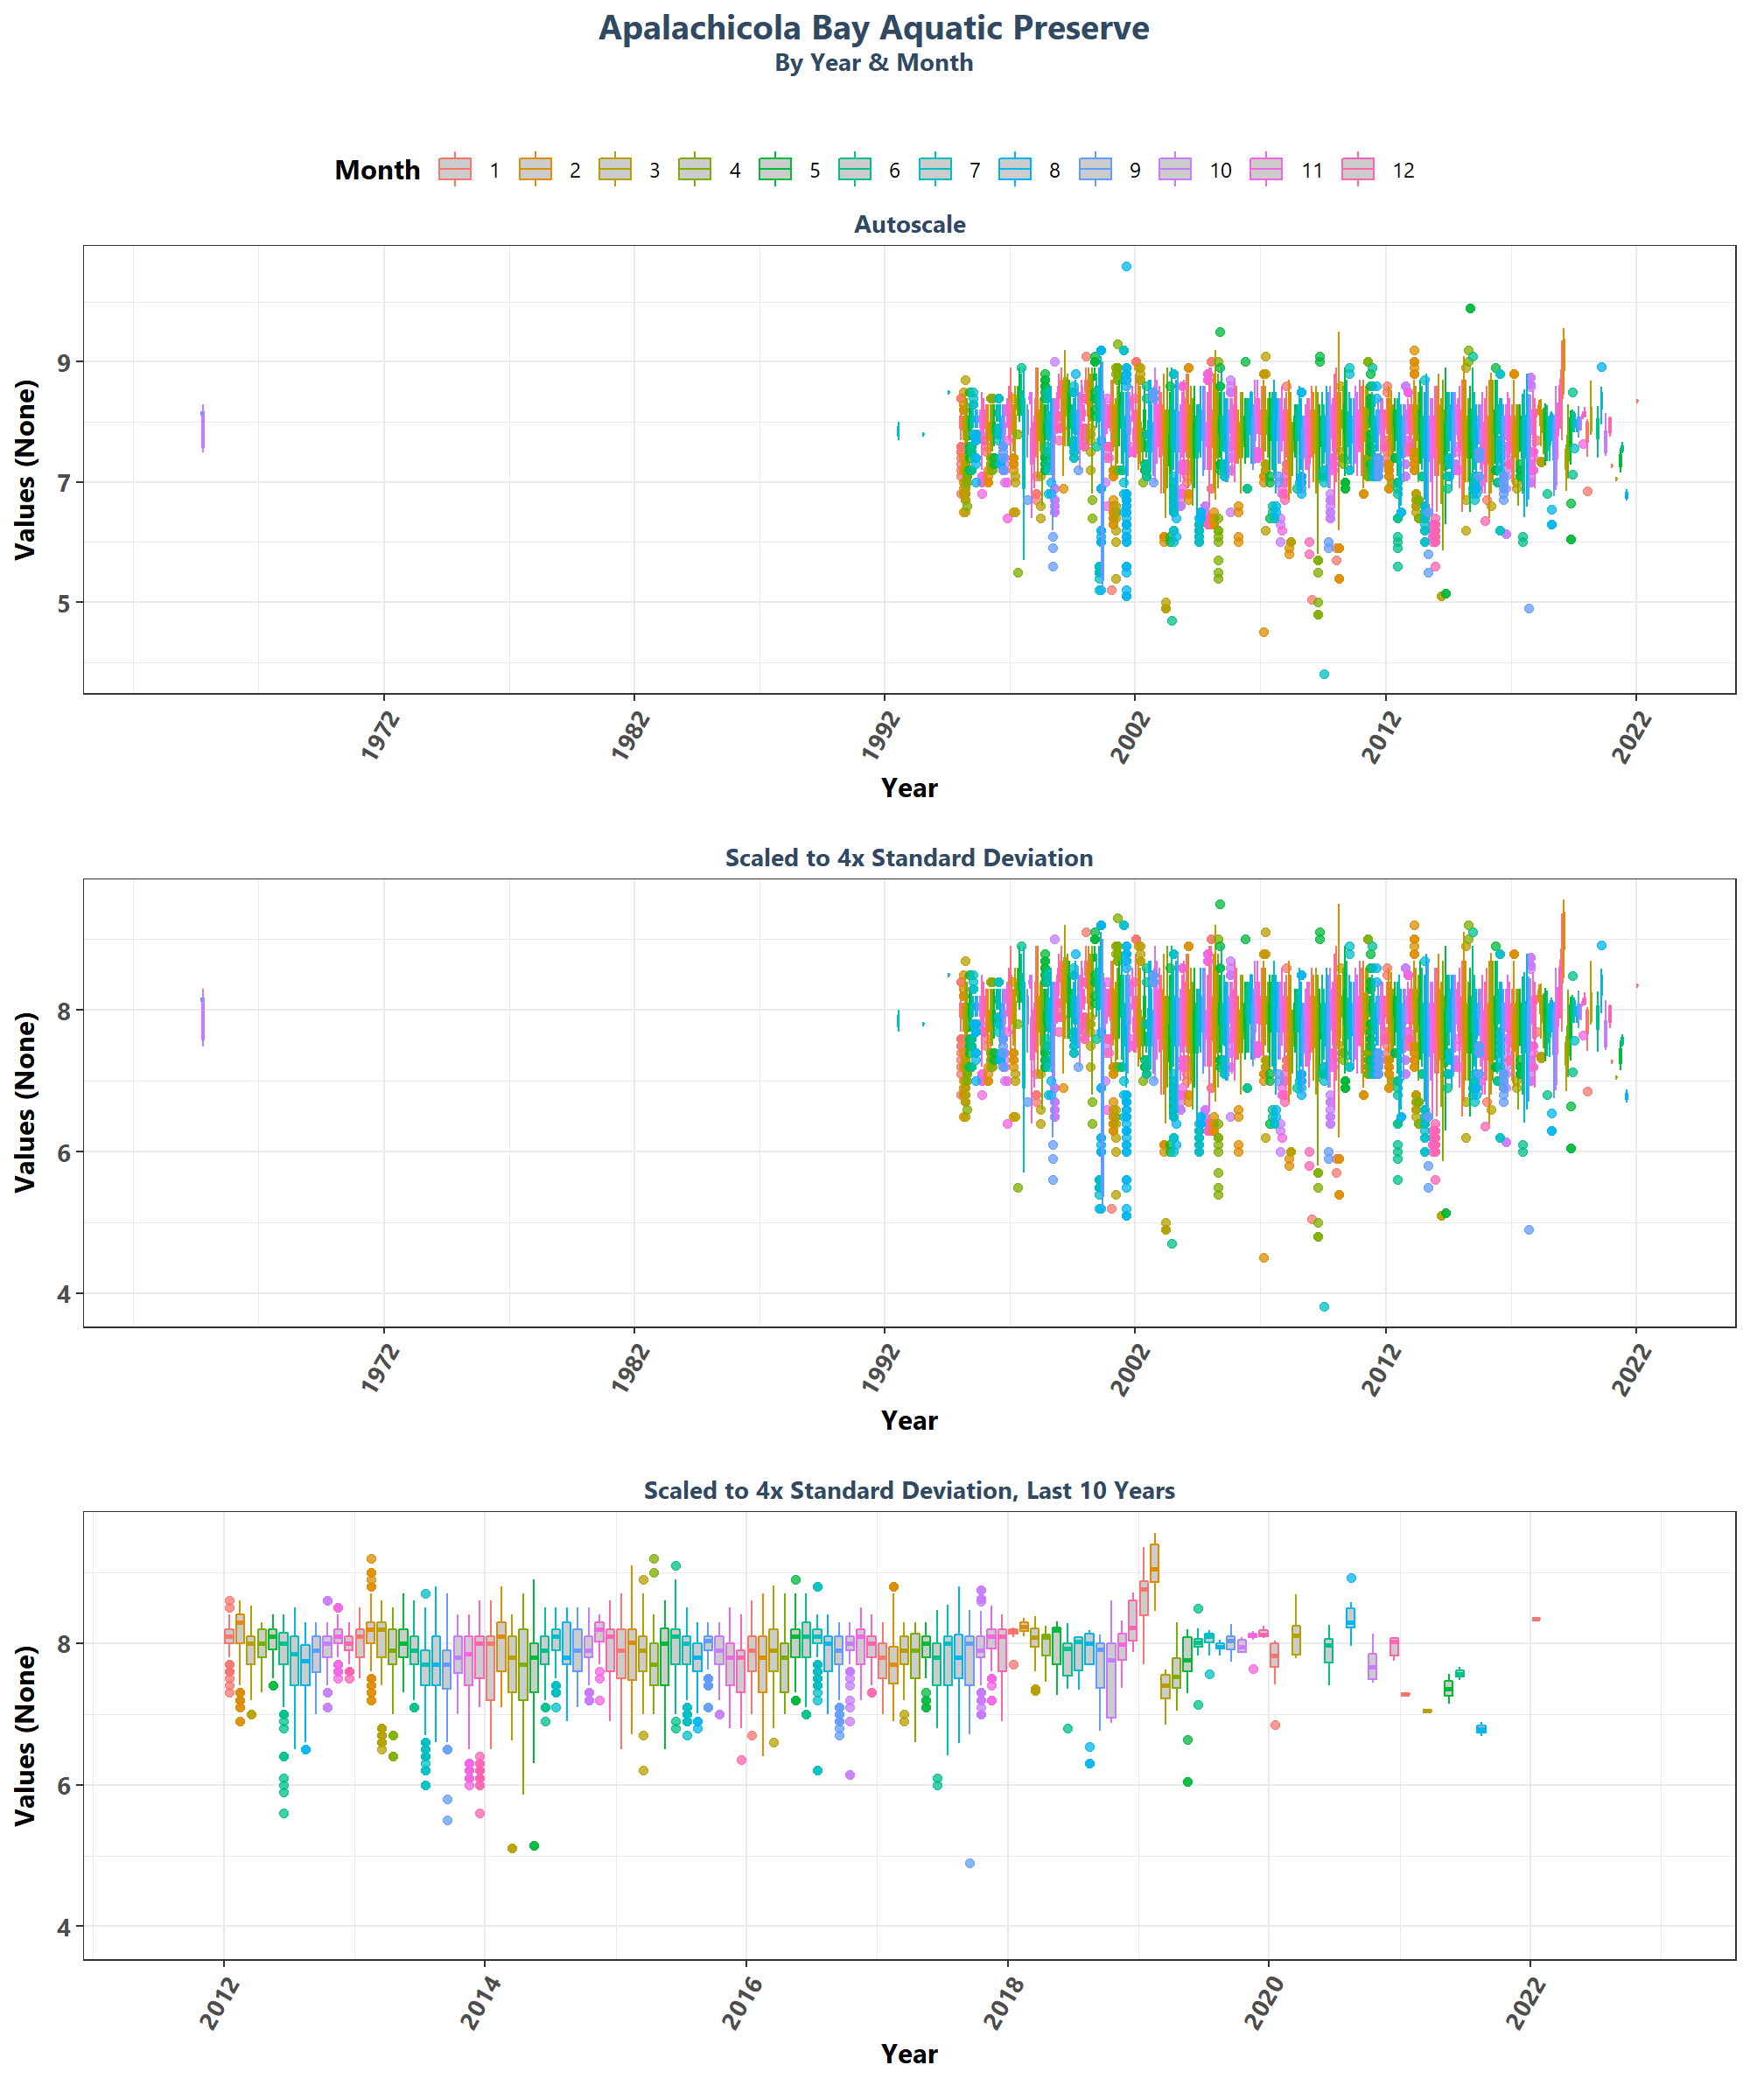 Apalachicola Bay Aquatic Preserve
By Year & Month
Month 1 2 3 4 5 6 7 8 9 10 11 12
Autoscale
Values (None)
9
7
5
1972 1982 1992 2002 2012 2022
Year
Scaled to 4x Standard Deviation
Values (None)
8
6
4
1972 1982 1992 2002 2012 2022
Year
Scaled to 4x Standard Deviation, Last 10 Years
Values (None)
8
6
4
2012 2014 2016 2018 2020 2022
Year